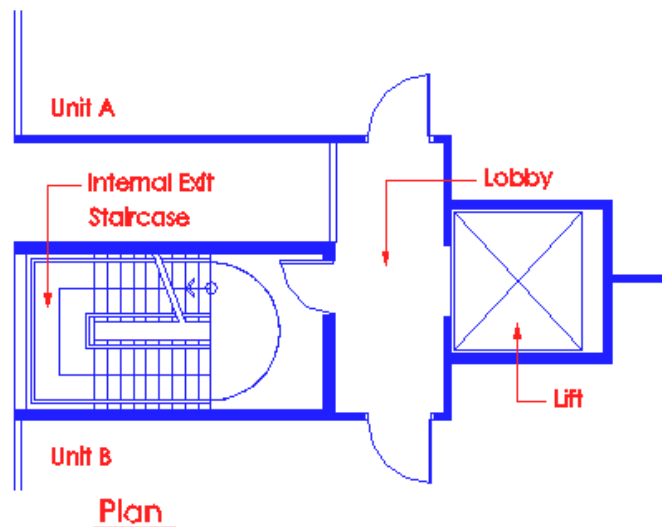 Unit A
Internal Exit
Staircase
Lobby
Lift
Unit B
Plan